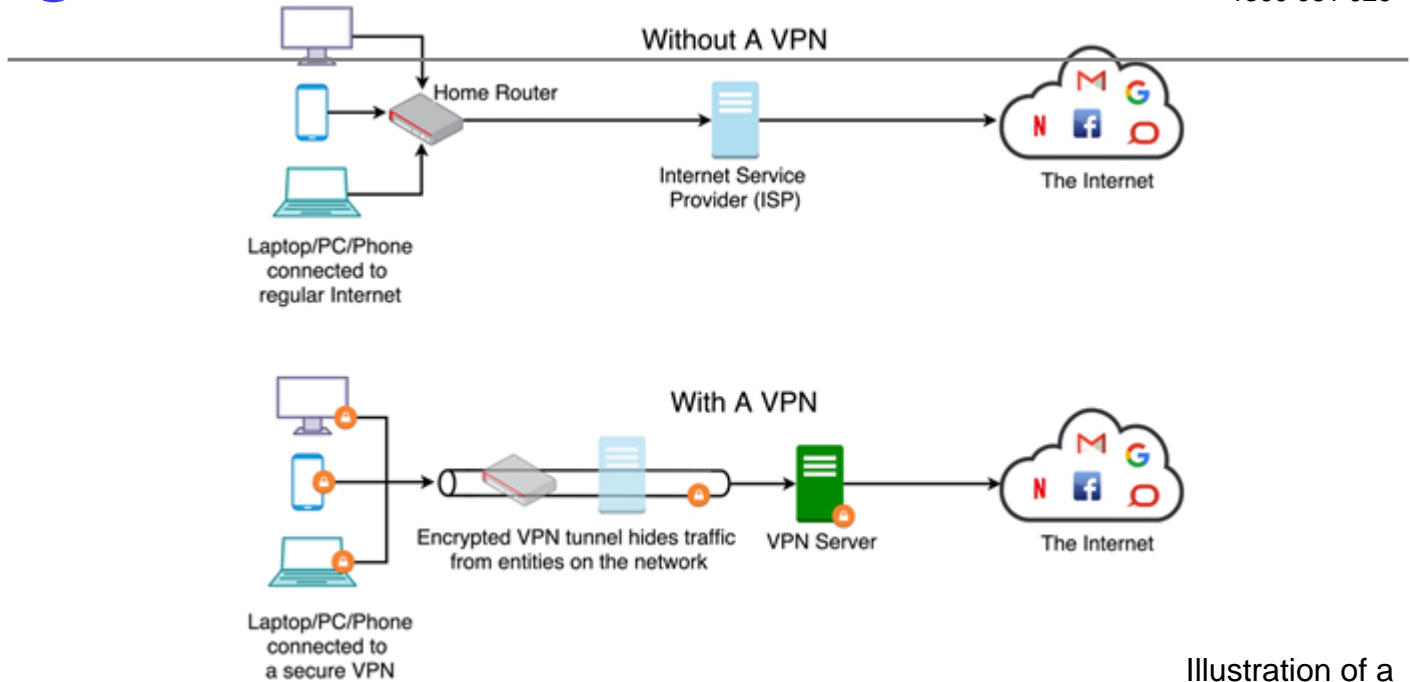 Without A VPN
Home Router
Internet Service
Provider (ISP)
The Internet
Laptop/PC/Phone
connected to
regular Internet
With A VPN
Encrypted VPN tunnel hides traffic
from entities on the network
VPN Server
The Internet
Laptop/PC/Phone
connected to
a secure VPN
Illustration of a